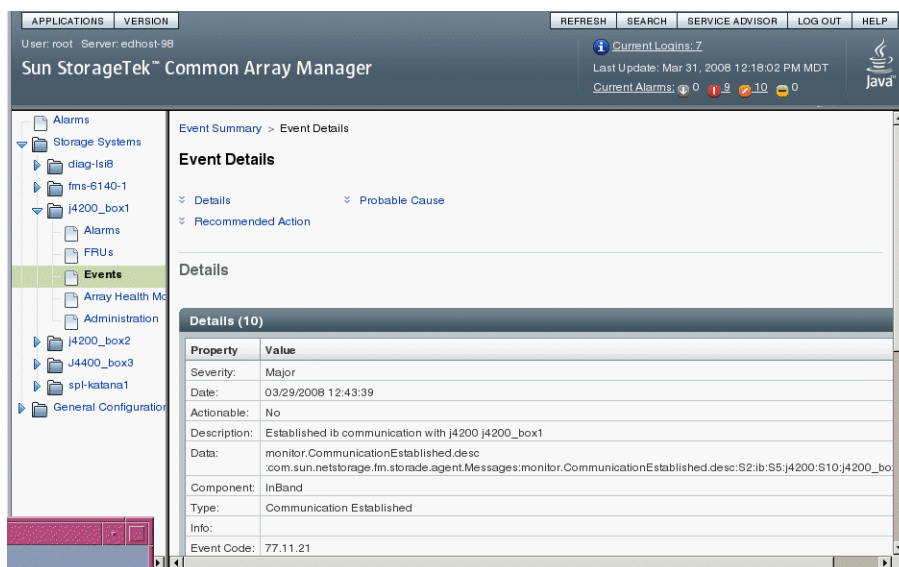 APPLICATIONS VERSION REFRESH SEARCH SERVICE ADVISOR LOG OUT HELP
User: root Server: edhost-98
Current Logins: 7
Sun StorageTek™ Common Array Manager
Last Update: Mar 31, 2008 12:18:02 PM MDT
Current Alarms: 0 9 10 0
Java
Alarms
Storage Systems
diag-lsi8
fms-6140-1
j4200_box1
Alarms
FRUs
Events
Array Health Mo
Administration
j4200_box2
J4400_box3
spl-katana1
General Configuration
Event Summary > Event Details
Event Details
Details Probable Cause
Recommended Action
Details
Details (10)
Property Value
Severity: Major
Date: 03/29/2008 12:43:39
Actionable: No
Description: Established ib communication with j4200 j4200_box1
Data: monitor.CommunicationEstablished.desc
:com.sun.netstorage.fm.storade.agent.Messages:monitor.CommunicationEstablished.desc:S2:ib:S5:j4200:S10:j4200_bo
Component: InBand
Type: Communication Established
Info:
Event Code: 77.11.21